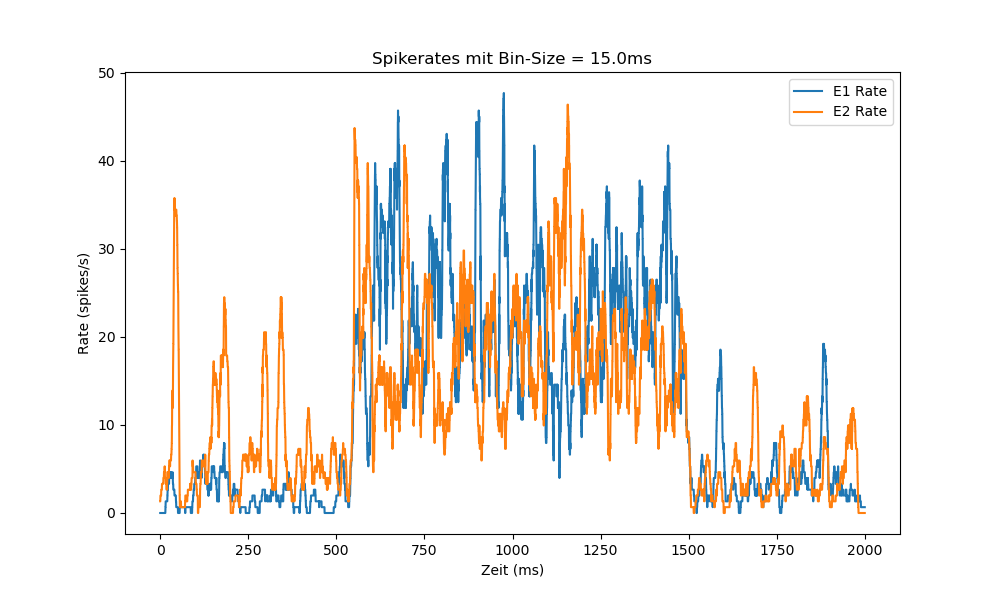 Spikerates mit Bin-Size = 15.0ms
E1 Rate
E2 Rate
Rate (spikes/s)
50
40
30
20
10
0
0 250 500 750 1000 1250 1500 1750 2000
Zeit (ms)